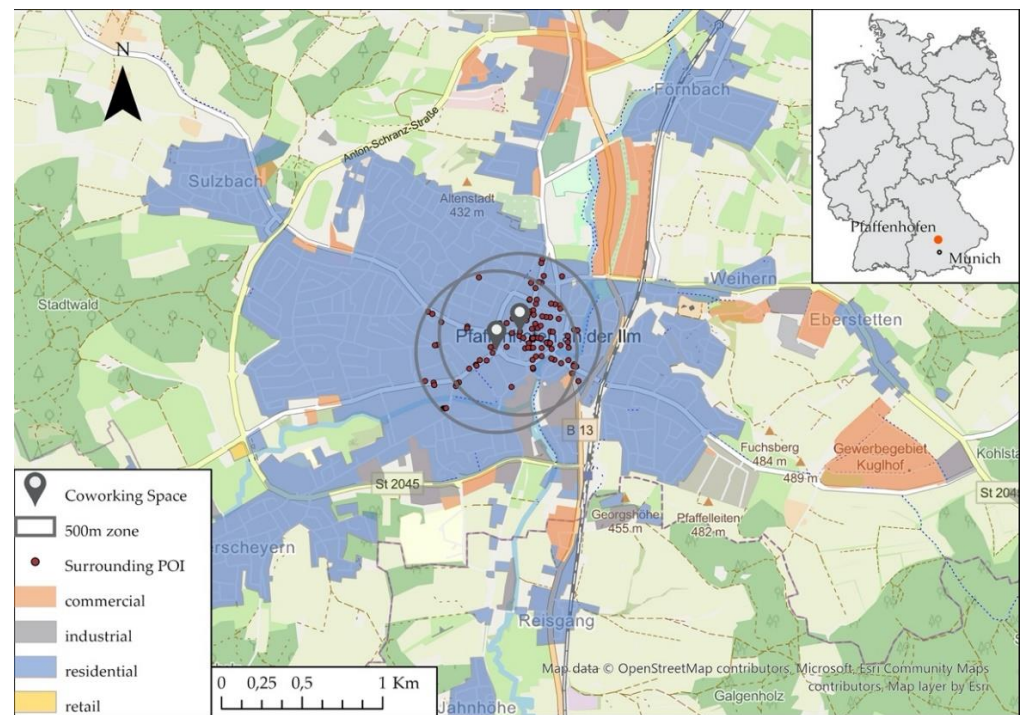 N
Fornbach
Anton-Schranz-Straße
Sulzbach
Altenstadt
432 m
Pfaffenhofen
Munich
Weihern
Stadtwald
Eberstetten
Pfaffenhofen an der Ilm
B 13
Fuchsberg
484 m
489 m
Gewerbegebiet
Kuglhof
Kohlsta
St 2045
St 204
Georgshöhe
455 m
Pfaffelleiten
482 m
erscheyern
Reisgang
Coworking Space
500m zone
Surrounding POI
commercial
industrial
residential
retail
0 0,25 0,5 1 Km
Map data © OpenStreetMap contributors, Microsoft, Esri Community Maps
contributors, Map layer by Esri
Galgenholz
Jahnhöhe